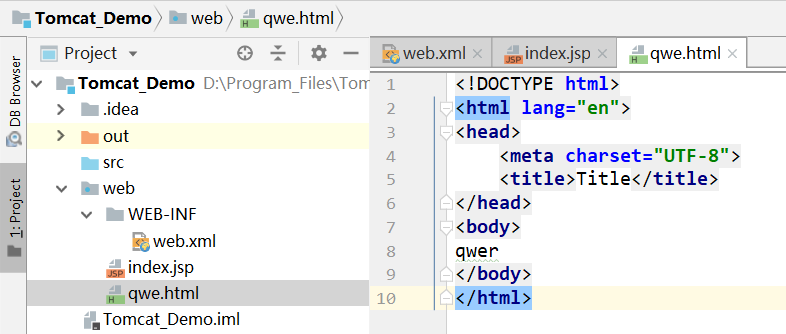 Tomcat_Demo web qwe.html
DB Browser
1: Project
Project
Tomcat_Demo D:\Program_Files\Tom
.idea
out
src
web
WEB-INF
web.xml
index.jsp
qwe.html
Tomcat_Demo.iml
web.xml index.jsp qwe.html
1 <!DOCTYPE html>
2 <html lang="en">
3 <head>
4 <meta charset="UTF-8">
5 <title>Title</title>
6 </head>
7 <body>
8 qwer
9 </body>
10 </html>